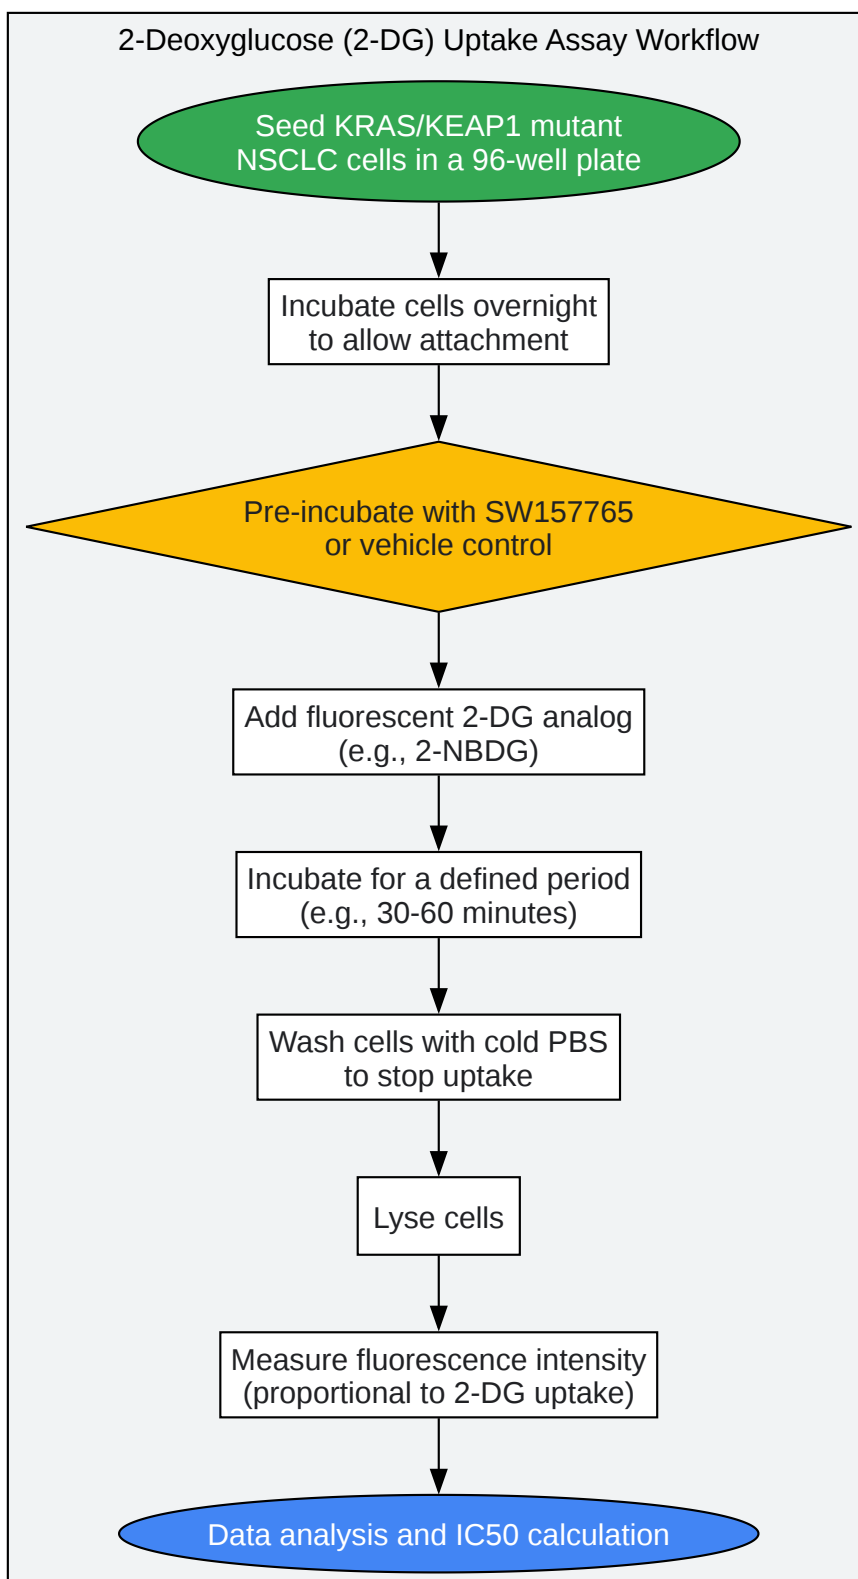 2-Deoxyglucose (2-DG) Uptake Assay Workflow
Seed KRAS/KEAP1 mutant
NSCLC cells in a 96-well plate
Incubate cells overnight
to allow attachment
Pre-incubate with SW157765
or vehicle control
Add fluorescent 2-DG analog
(e.g., 2-NBDG)
Incubate for a defined period
(e.g., 30-60 minutes)
Wash cells with cold PBS
to stop uptake
Lyse cells
Measure fluorescence intensity
(proportional to 2-DG uptake)
Data analysis and IC50 calculation